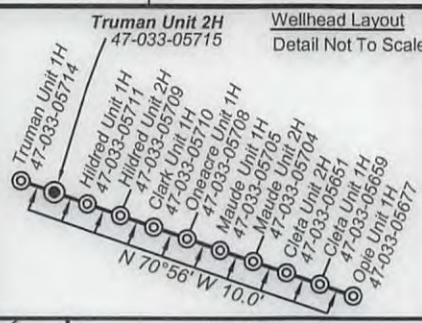 Truman Unit 2H
47-033-05715
Wellhead Layout
Detail Not To Scale
Truman Unit 1H
47-033-05714
Hildred Unit 1H
47-033-05711
Hildred Unit 2H
47-033-05709
Clark Unit 1H
47-033-05710
Oneacre Unit 1H
47-033-05708
Maude Unit 1H
47-033-05705
Maude Unit 2H
47-033-05704
Cleta Unit 2H
47-033-05651
Cleta Unit 1H
47-033-05659
Opie Unit 1H
47-033-05677
N 70°56' W 10.0'